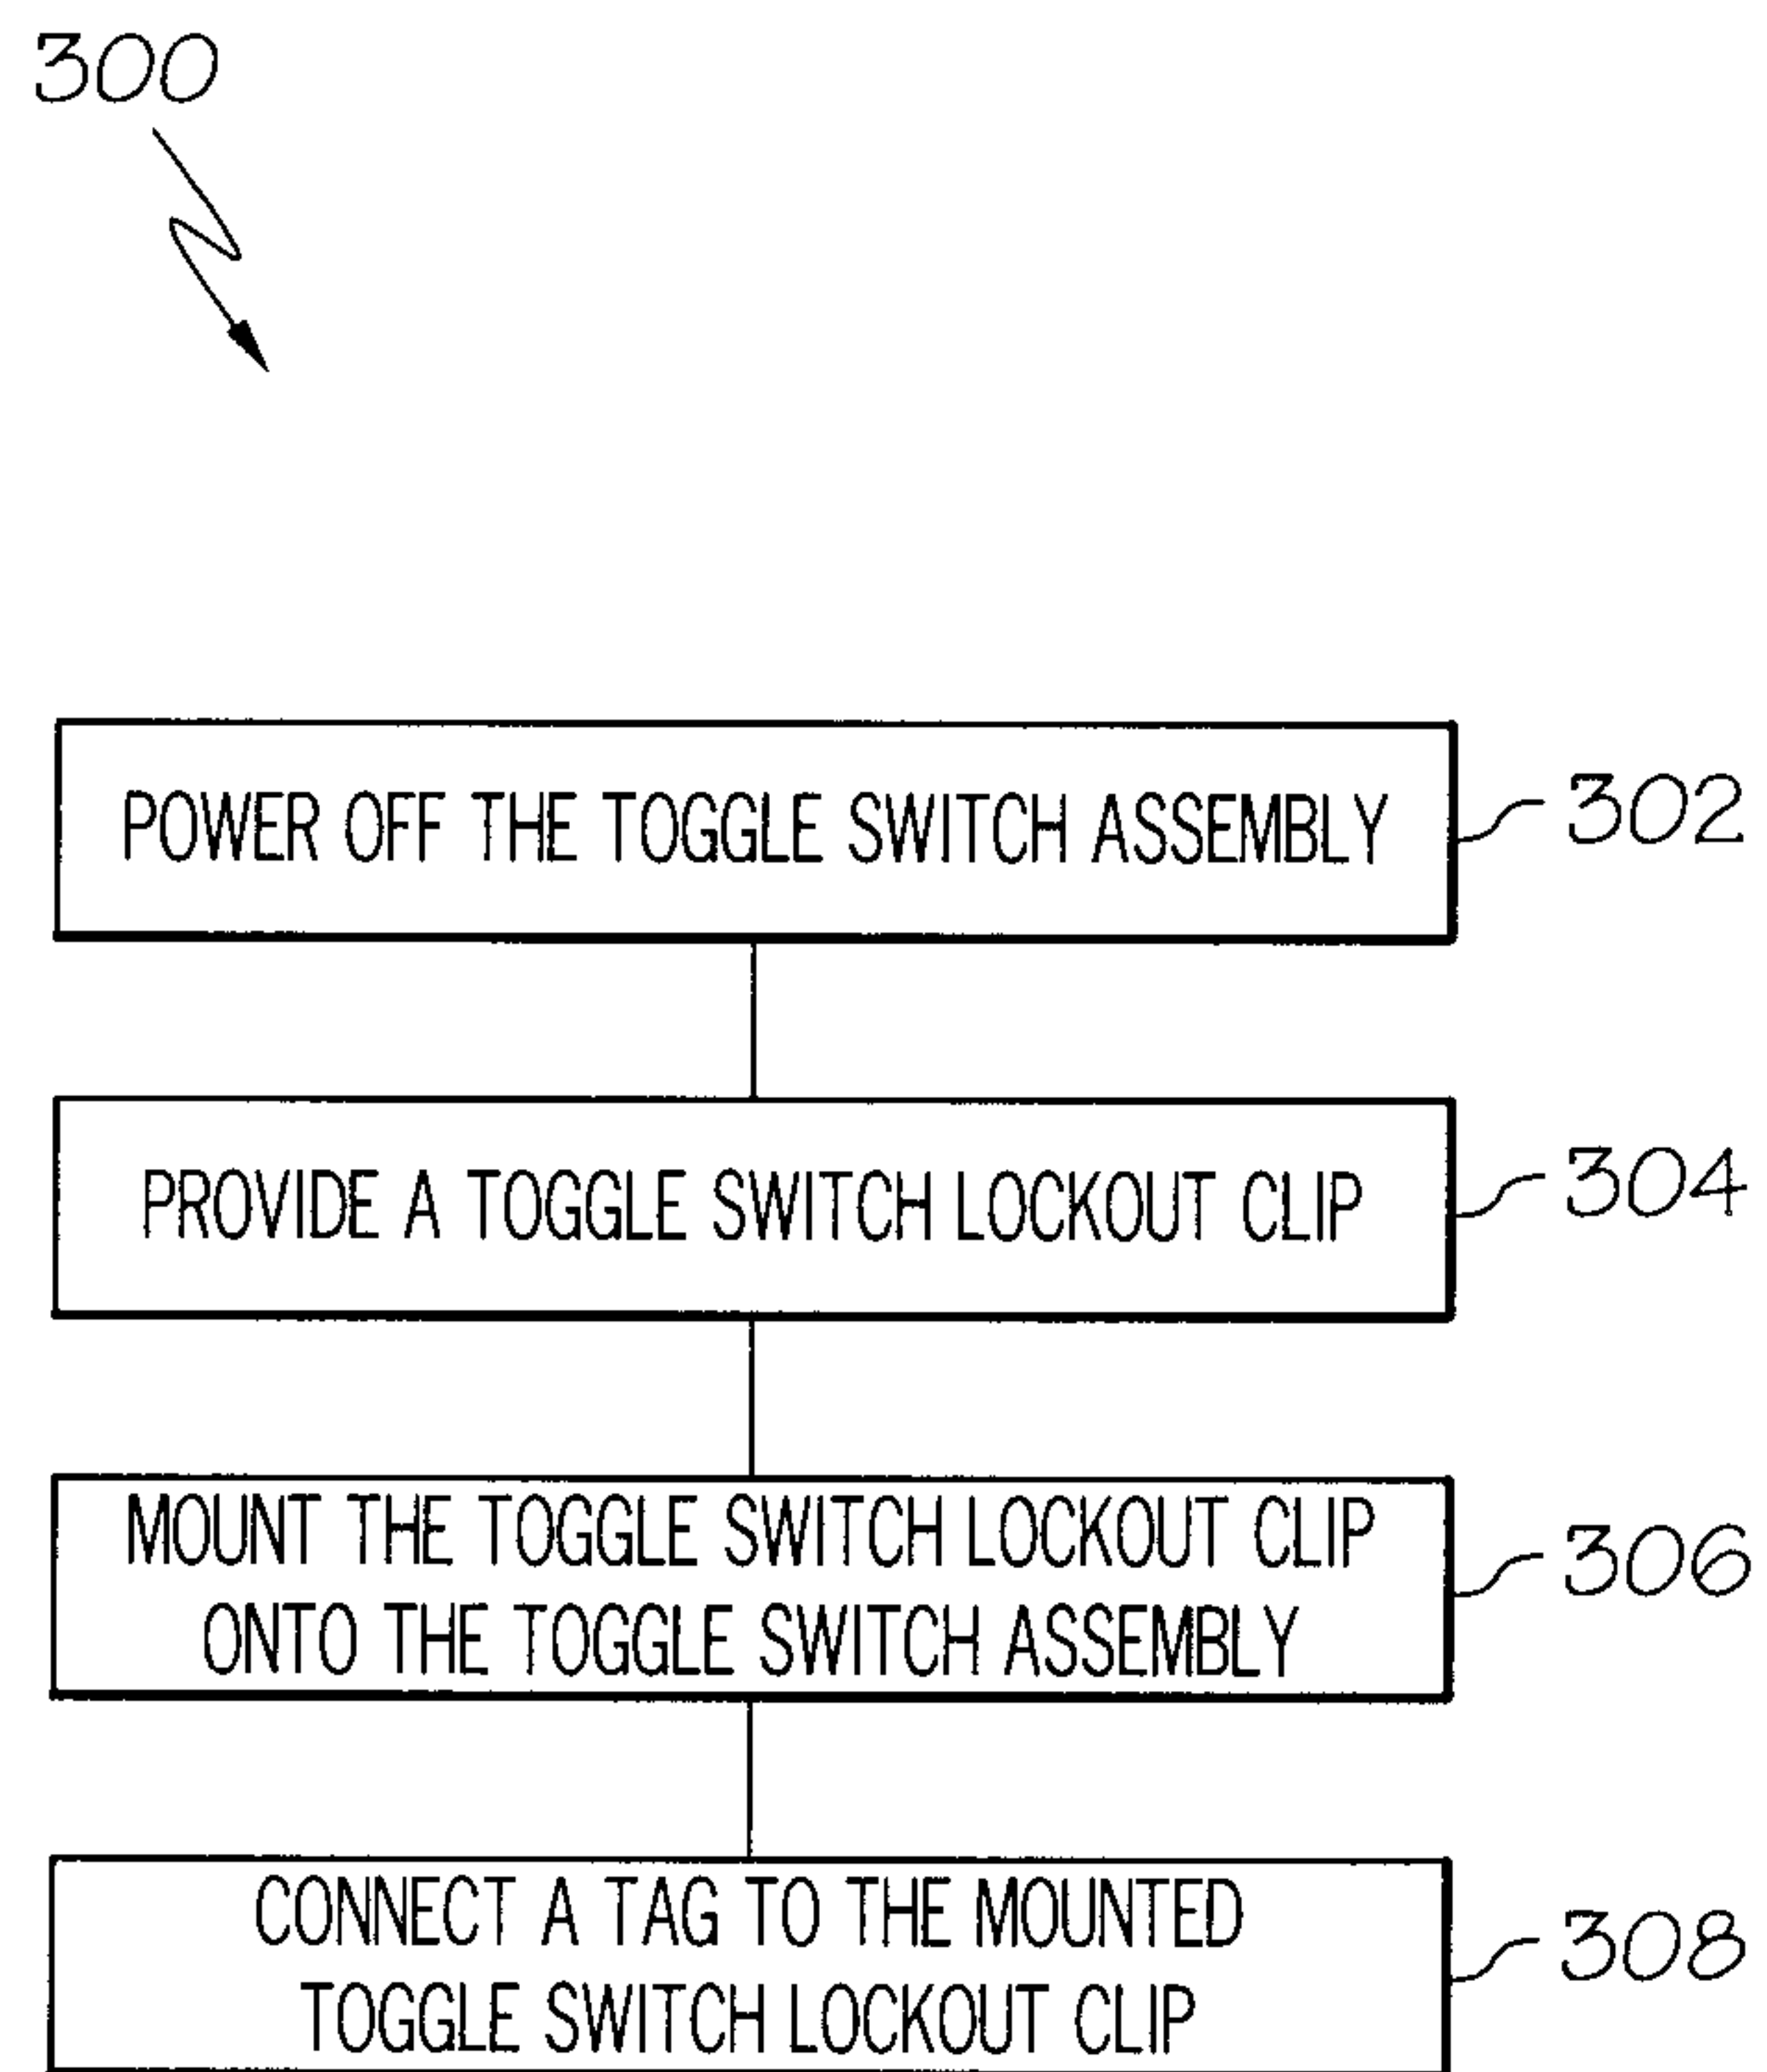 300
POWER OFF THE TOGGLE SWITCH ASSEMBLY
302
PROVIDE A TOGGLE SWITCH LOCKOUT CLIP
304
MOUNT THE TOGGLE SWITCH LOCKOUT CLIP
ONTO THE TOGGLE SWITCH ASSEMBLY
306
CONNECT A TAG TO THE MOUNTED
TOGGLE SWITCH LOCKOUT CLIP
308